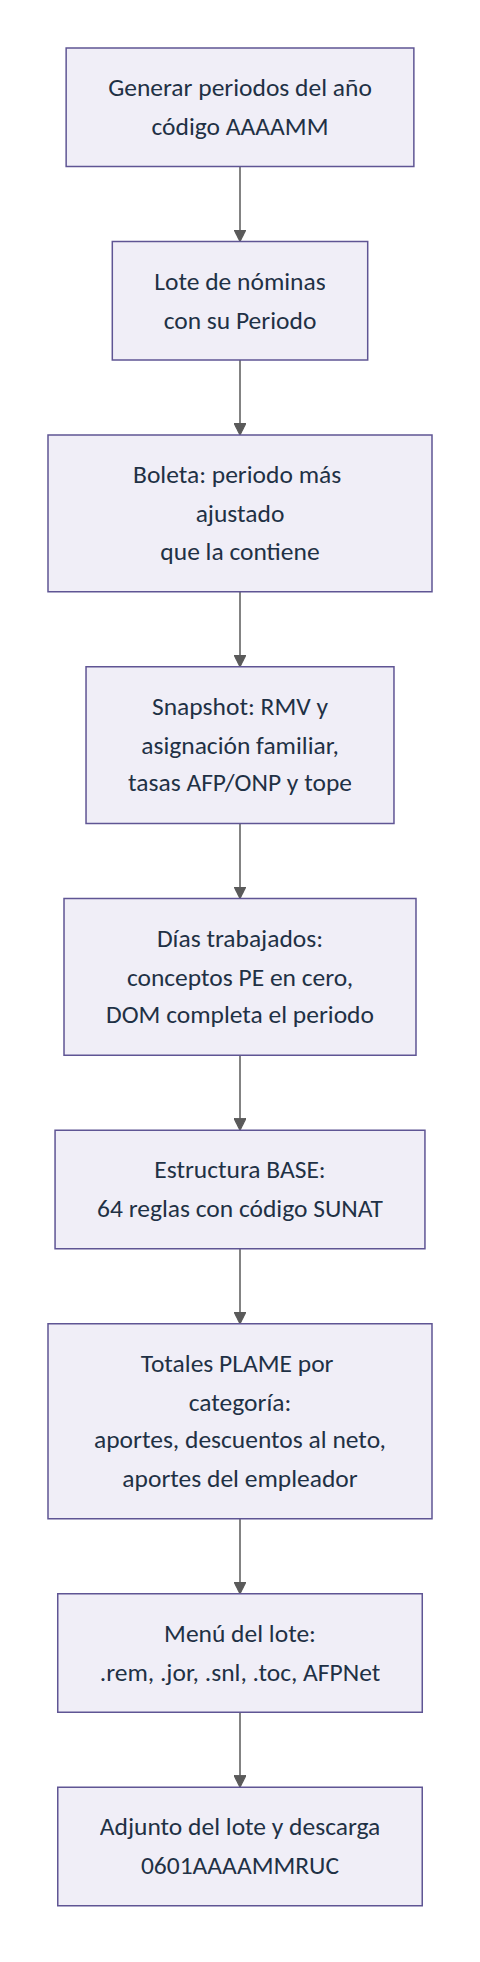 Generar periodos del año
código AAAAMM
Lote de nóminas
con su Periodo
Boleta: periodo más
ajustado
que la contiene
Snapshot: RMV y
asignación familiar,
tasas AFP/ONP y tope
Días trabajados:
conceptos PE en cero,
DOM completa el periodo
Estructura BASE:
64 reglas con código SUNAT
Totales PLAME por
categoría:
aportes, descuentos al neto,
aportes del empleador
Menú del lote:
.rem, .jor, .snl, .toc, AFPNet
Adjunto del lote y descarga
0601AAAAMMRUC